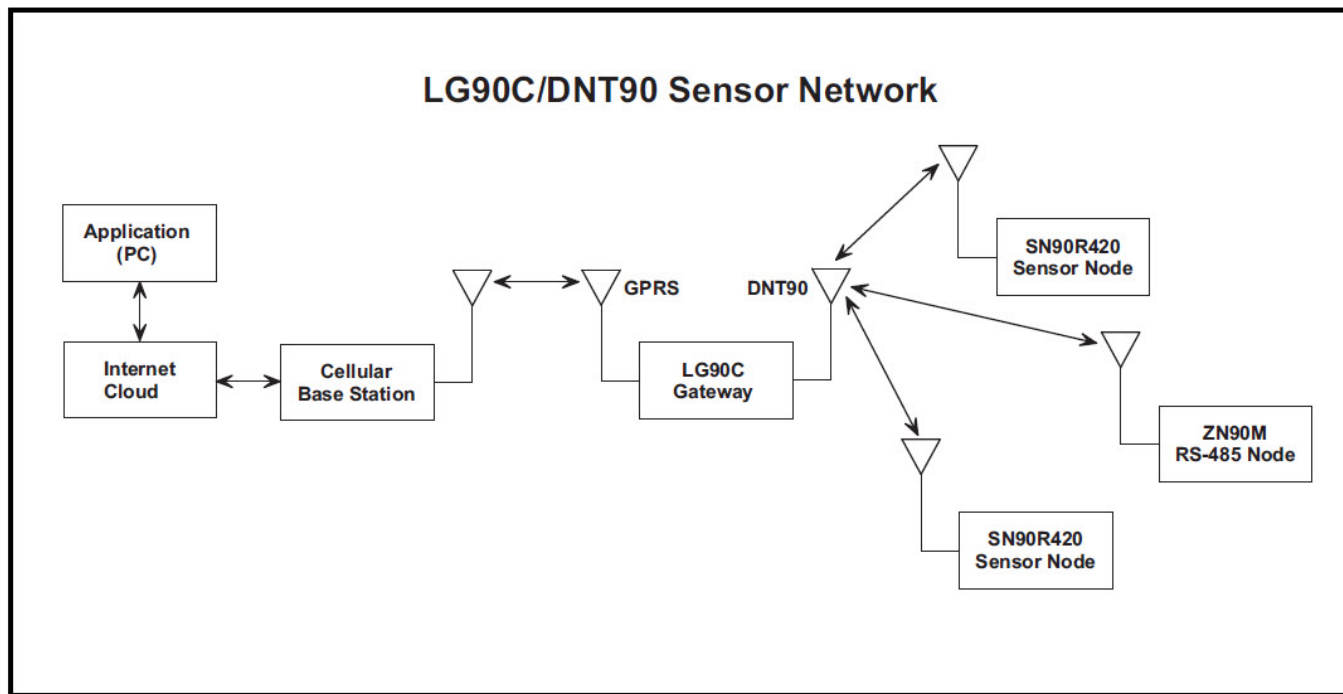 LG90C/DNT90 Sensor Network
Application
(PC)
Internet
Cloud
Cellular
Base Station
GPRS
LG90C
Gateway
DNT90
SN90R420
Sensor Node
ZN90M
RS-485 Node
SN90R420
Sensor Node